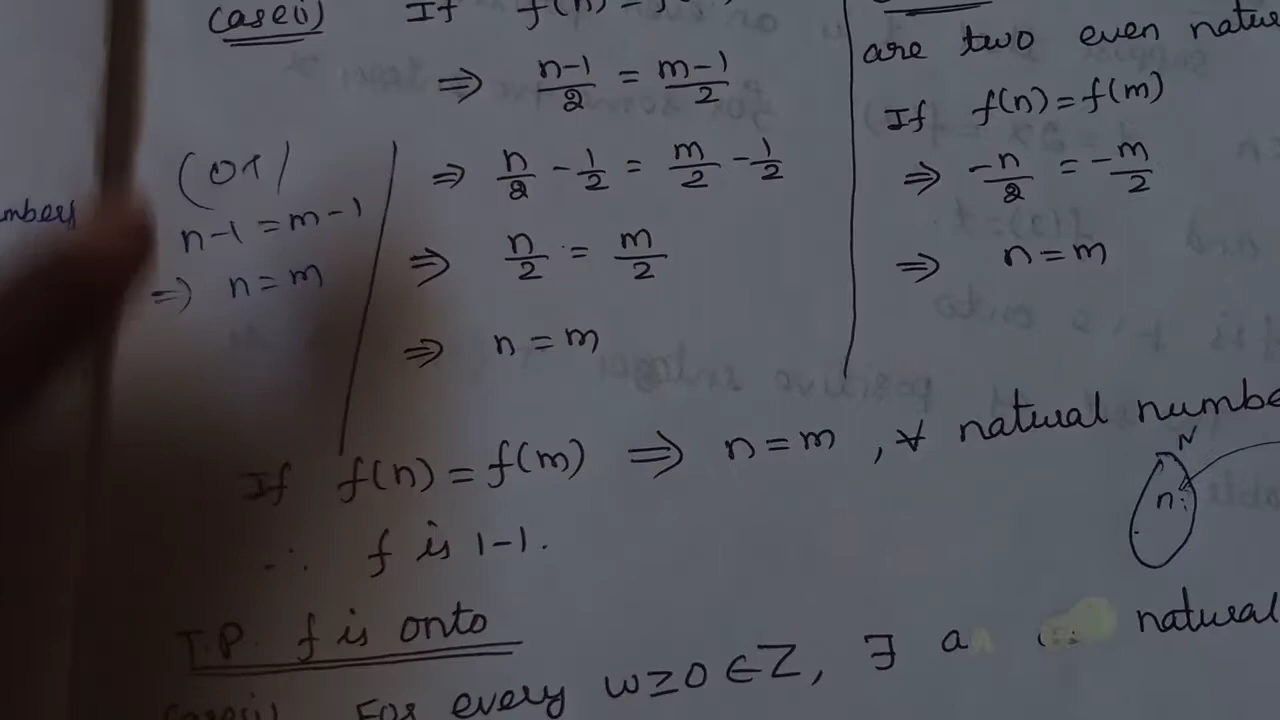 Case(i) If f(n) =
⇒ n-1/2 = m-1/2
⇒ n/2 - 1/2 = m/2 - 1/2
⇒ n/2 = m/2
⇒ n = m
(or)
n-1 = m-1
⇒ n = m
are two even natu
If f(n) = f(m)
⇒ -n/2 = -m/2
⇒ n = m
If f(n) = f(m) ⇒ n = m, ∀ natural numbe
∴ f is 1-1.
N
n
T.P. f is onto
For every w≥0 ∈ Z, ∃ a natural